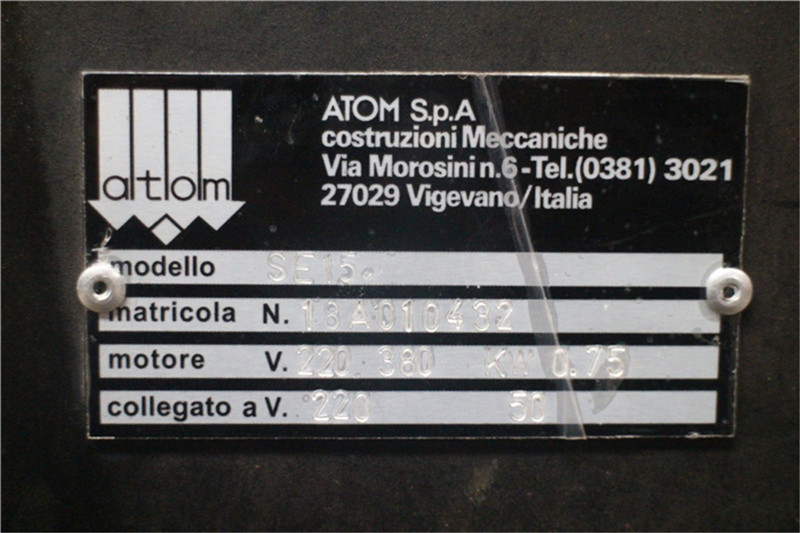 atom
ATOM S.p.A
costruzioni Meccaniche
Via Morosini n.6-Tel.(0381) 3021
27029 Vigevano/Italia
modello SE15
matricola N. 18A010432
motore V. 220 380 KW 0.75
collegato a V. 220 50